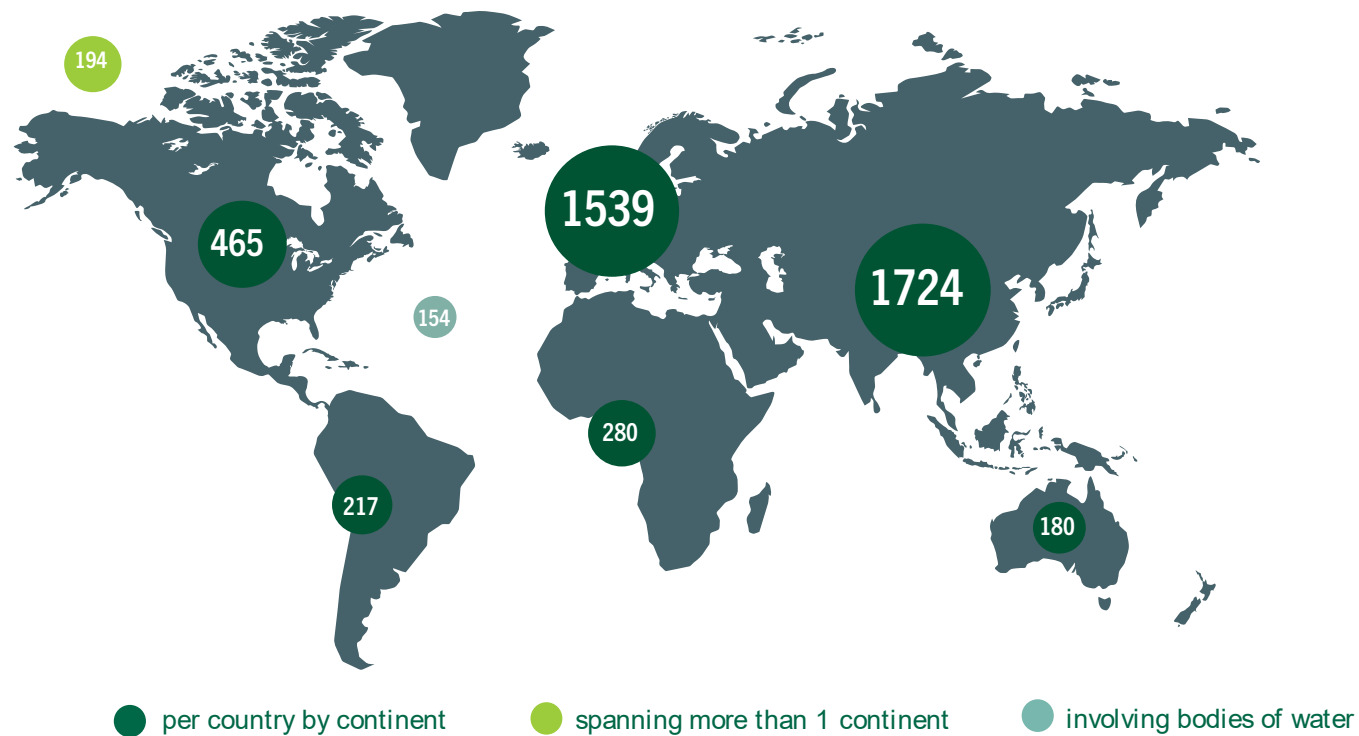 194
1539
465
1724
154
280
217
180
per country by continent
spanning more than 1 continent
involving bodies of water